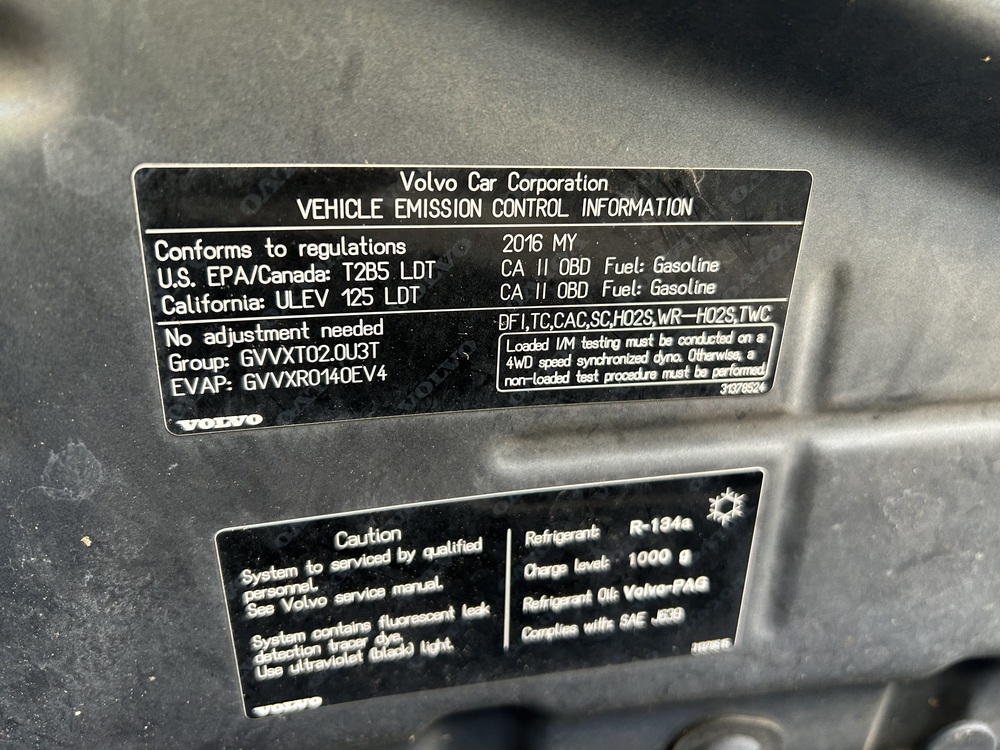 Volvo Car Corporation
VEHICLE EMISSION CONTROL INFORMATION
Conforms to regulations
U.S. EPA/Canada: T2B5 LDT
California: ULEV 125 LDT
2016 MY
CA II OBD Fuel: Gasoline
CA II OBD Fuel: Gasoline
No adjustment needed
Group: GVVXT02.0U3T
EVAP: GVVXR0140EV4
DFI,TC,CAC,SC,HO2S,WR-HO2S,TWC
Loaded I/M testing must be conducted on a
4WD speed synchronized dyno. Otherwise, a
non-loaded test procedure must be performed
31378524
VOLVO
Caution
System to serviced by qualified
personnel.
See Volvo service manual.
System contains fluorescent leak
detection tracer dye.
Use ultraviolet (black) light.
VOLVO
Refrigerant: R-134a
Charge level: 1000 g
Refrigerant Oil: Volvo-PAG
Complies with: SAE J639